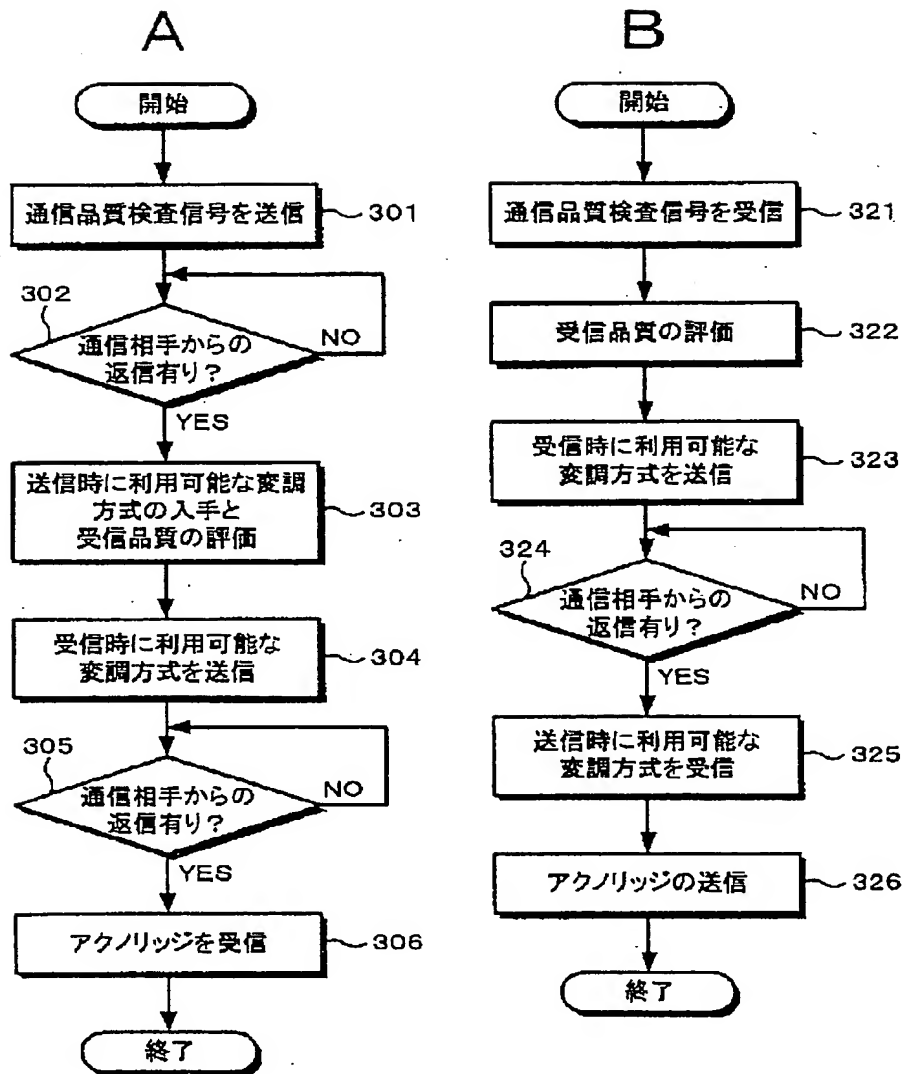 A
開始
通信品質検査信号を送信
301
302
通信相手からの
返信有り?
NO
YES
送信時に利用可能な変調
方式の入手と
受信品質の評価
303
受信時に利用可能な
変調方式を送信
304
305
通信相手からの
返信有り?
NO
YES
アクノリッジを受信
306
終了
B
開始
通信品質検査信号を受信
321
受信品質の評価
322
受信時に利用可能な
変調方式を送信
323
324
通信相手からの
返信有り?
NO
YES
送信時に利用可能な
変調方式を受信
325
アクノリッジの送信
326
終了